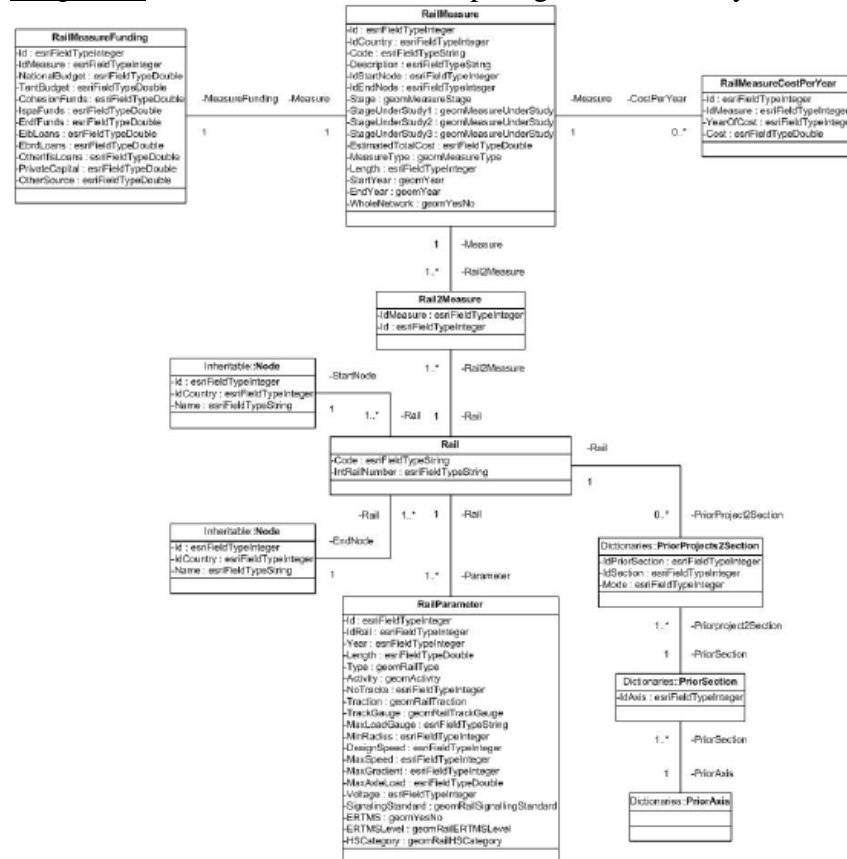 RailMeasure
-Id : esriFieldTypeInteger
-IdCountry : esriFieldTypeInteger
-Code : esriFieldTypeString
-Description : esriFieldTypeString
-IdStartNode : esriFieldTypeInteger
-IdEndNode : esriFieldTypeInteger
-Stage : geomMeasureStage
-StageUnderStudy1 : geomMeasureUnderStudy
-StageUnderStudy2 : geomMeasureUnderStudy
-StageUnderStudy3 : geomMeasureUnderStudy
-EstimatedTotalCost : esriFieldTypeDouble
-MeasureType : geomMeasureType
-Length : esriFieldTypeInteger
-StartYear : geomYear
-EndYear : geomYear
-WholeNetwork : geomYesNo
RailMeasureFunding
-Id : esriFieldTypeInteger
-IdMeasure : esriFieldTypeInteger
-NationalBudget : esriFieldTypeDouble
-TentBudget : esriFieldTypeDouble
-CohesionFunds : esriFieldTypeDouble
-IspaFunds : esriFieldTypeDouble
-ErdfFunds : esriFieldTypeDouble
-EibLoans : esriFieldTypeDouble
-EbrdLoans : esriFieldTypeDouble
-OtherIfisLoans : esriFieldTypeDouble
-PrivateCapital : esriFieldTypeDouble
-OtherSource : esriFieldTypeDouble
-MeasureFunding -Measure
1 1
-Measure -CostPerYear
1 0..*
RailMeasureCostPerYear
-Id : esriFieldTypeInteger
-IdMeasure : esriFieldTypeInteger
-YearOfCost : esriFieldTypeInteger
-Cost : esriFieldTypeDouble
1 -Measure
1..* -Rail2Measure
Rail2Measure
-IdMeasure : esriFieldTypeInteger
-Id : esriFieldTypeInteger
1..* -Rail2Measure
1 -Rail
Inheritable::Node
-Id : esriFieldTypeInteger
-IdCountry : esriFieldTypeInteger
-Name : esriFieldTypeString
-StartNode
1 1..* -Rail
Rail
-Code : esriFieldTypeString
-IntRailNumber : esriFieldTypeString
-Rail
1
-Rail 1..* 1 -Rail
Inheritable::Node
-Id : esriFieldTypeInteger
-IdCountry : esriFieldTypeInteger
-Name : esriFieldTypeString
-EndNode
1
1..* -Parameter
0..* -PriorProject2Section
Dictionaries::PriorProjects2Section
-IdPriorSection : esriFieldTypeInteger
-IdSection : esriFieldTypeInteger
-Mode : esriFieldTypeInteger
1..* -Priorproject2Section
1 -PriorSection
Dictionaries::PriorSection
-IdAxis : esriFieldTypeInteger
1..* -PriorSection
1 -PriorAxis
Dictionaries::PriorAxis
RailParameter
-Id : esriFieldTypeInteger
-IdRail : esriFieldTypeInteger
-Year : esriFieldTypeInteger
-Length : esriFieldTypeDouble
-Type : geomRailType
-Activity : geomActivity
-NoTracks : esriFieldTypeInteger
-Traction : geomRailTraction
-TrackGauge : geomRailTrackGauge
-MaxLoadGauge : esriFieldTypeString
-MinRadius : esriFieldTypeInteger
-DesignSpeed : esriFieldTypeInteger
-MaxSpeed : esriFieldTypeInteger
-MaxGradient : esriFieldTypeInteger
-MaxAxleLoad : esriFieldTypeDouble
-Voltage : esriFieldTypeInteger
-SignalingStandard : geomRailSignallingStandard
-ERTMS : geomYesNo
-ERTMSLevel : geomRailERTMSLevel
-HSCategory : geomRailHSCategory